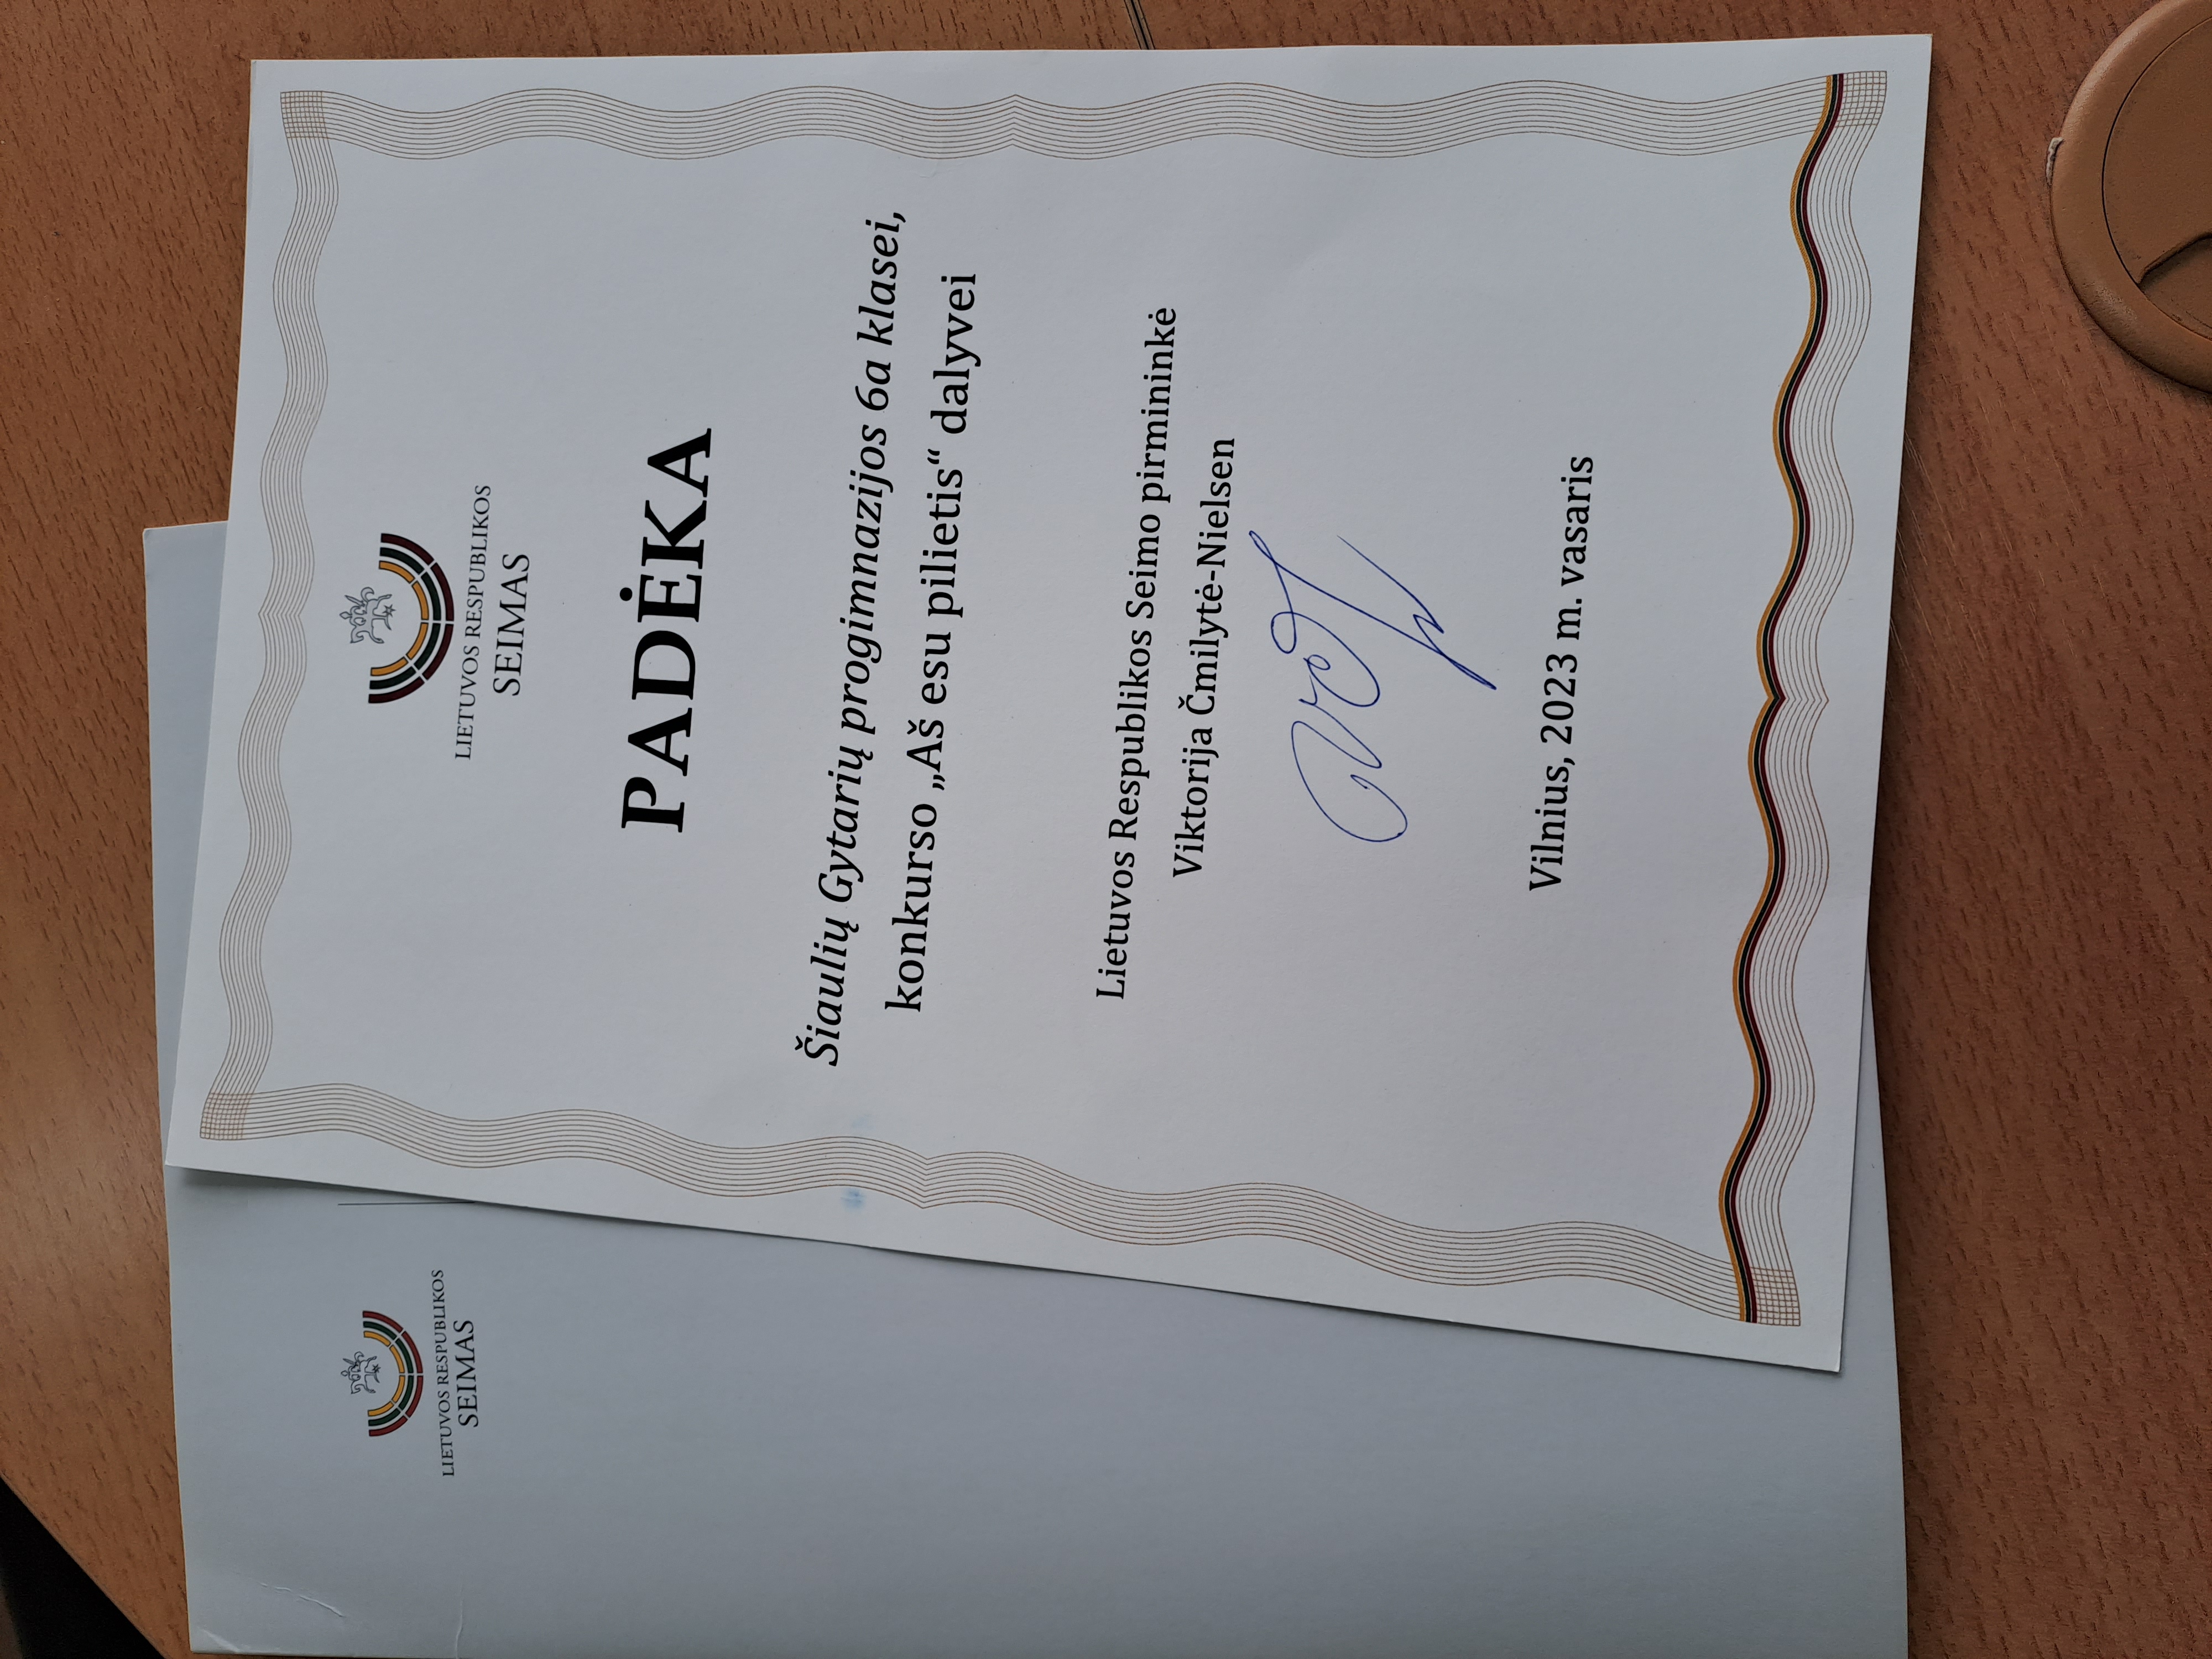 LIETUVOS RESPUBLIKOS
SEIMAS
PADĖKA
Šiaulių Gytarių progimnazijos 6a klasei,
konkurso „Aš esu pilietis“ dalyvei
Lietuvos Respublikos Seimo pirmininkė
Viktorija Čmilytė-Nielsen
Vilnius, 2023 m. vasaris
LIETUVOS RESPUBLIKOS
SEIMAS